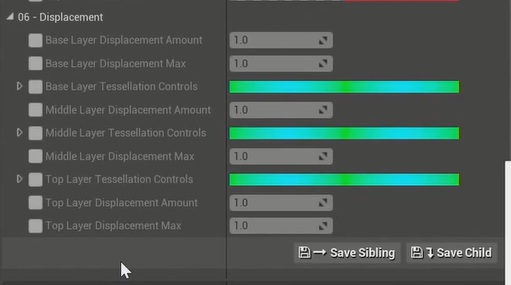 06 - Displacement
Base Layer Displacement Amount 1.0
Base Layer Displacement Max 1.0
Base Layer Tessellation Controls
Middle Layer Displacement Amount 1.0
Middle Layer Tessellation Controls
Middle Layer Displacement Max 1.0
Top Layer Tessellation Controls
Top Layer Displacement Amount 1.0
Top Layer Displacement Max 1.0
Save Sibling Save Child